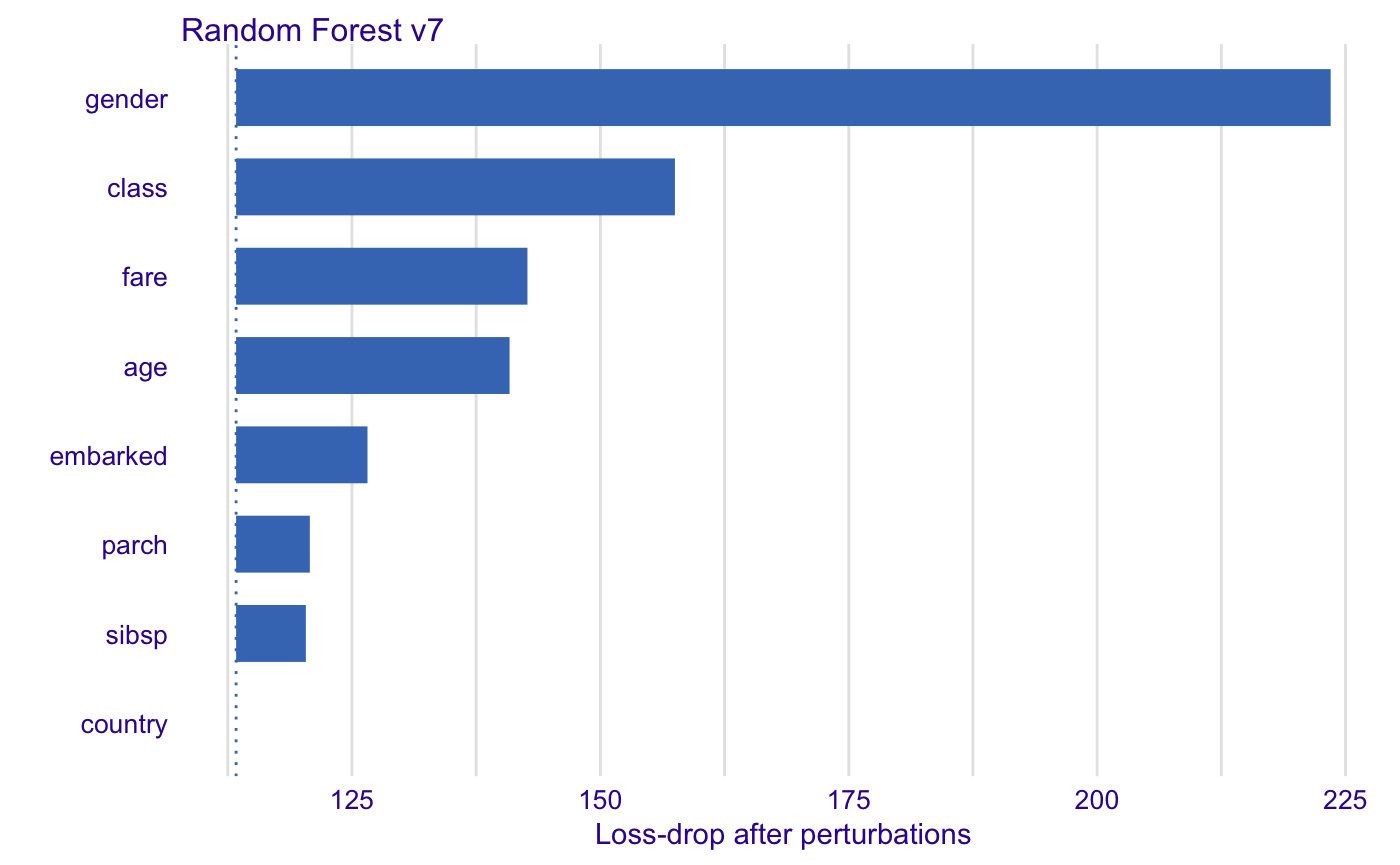 Random Forest v7
gender
class
fare
age
embarked
parch
sibsp
country
125 150 175 200 225
Loss-drop after perturbations